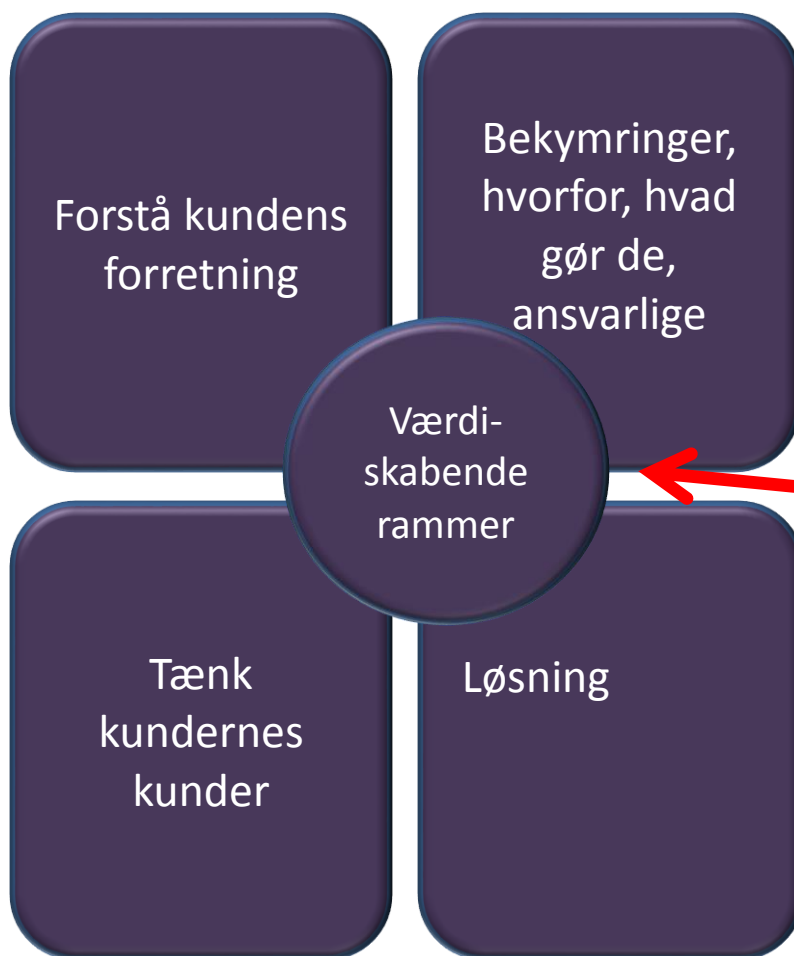 Forstå kundens
forretning
Bekymringer,
hvorfor, hvad
gør de,
ansvarlige
Værdi-
skabende
rammer
Tænk
kundernes
kunder
Løsning